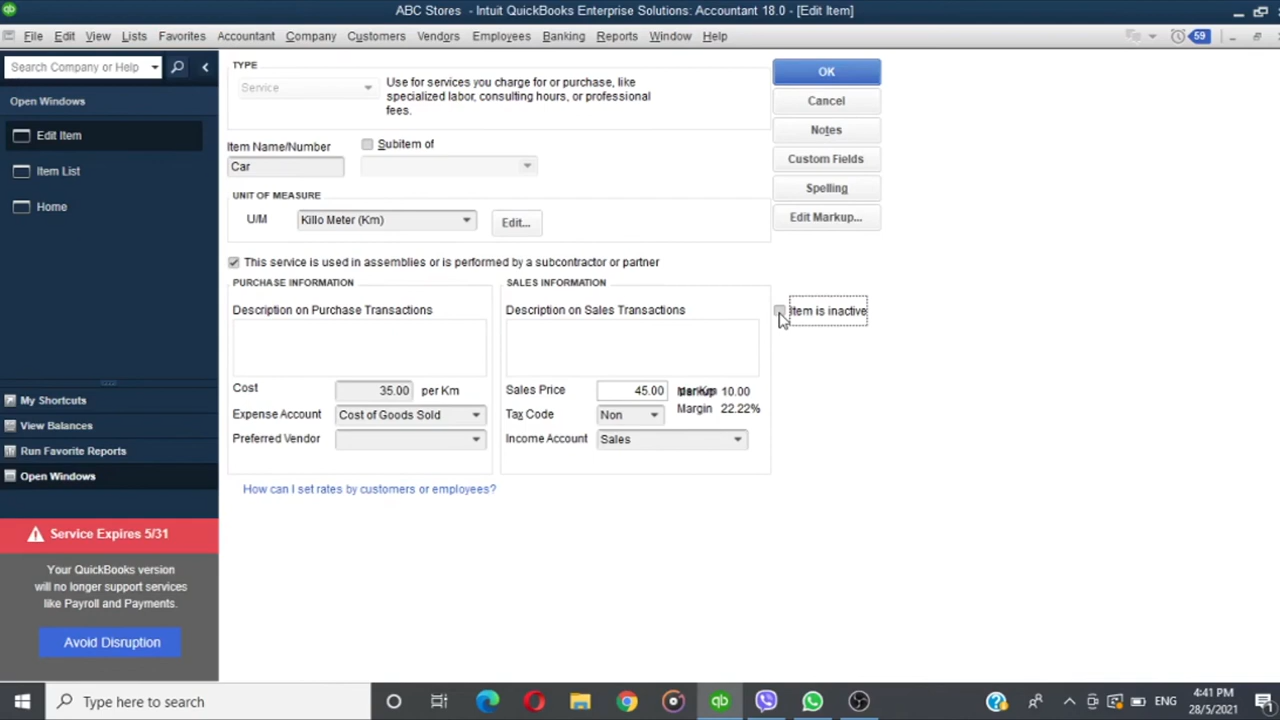 ABC Stores - Intuit QuickBooks Enterprise Solutions: Accountant 18.0 - [Edit Item]
File Edit View Lists Favorites Accountant Company Customers Vendors Employees Banking Reports Window Help
59
Search Company or Help
Open Windows
Edit Item
Item List
Home
My Shortcuts
View Balances
Run Favorite Reports
Open Windows
Service Expires 5/31
Your QuickBooks version
will no longer support services
like Payroll and Payments.
Avoid Disruption
TYPE
Service
Use for services you charge for or purchase, like
specialized labor, consulting hours, or professional
fees.
Item Name/Number
Subitem of
Car
UNIT OF MEASURE
U/M
Killo Meter (Km)
Edit...
This service is used in assemblies or is performed by a subcontractor or partner
PURCHASE INFORMATION
Description on Purchase Transactions
Cost
35.00
per Km
Expense Account
Cost of Goods Sold
Preferred Vendor
SALES INFORMATION
Description on Sales Transactions
Sales Price
45.00
10.00
Tax Code
Non
Margin 22.22%
Income Account
Sales
How can I set rates by customers or employees?
OK
Cancel
Notes
Custom Fields
Spelling
Edit Markup...
Item is inactive
Type here to search
qb
ENG
4:41 PM
28/5/2021
1